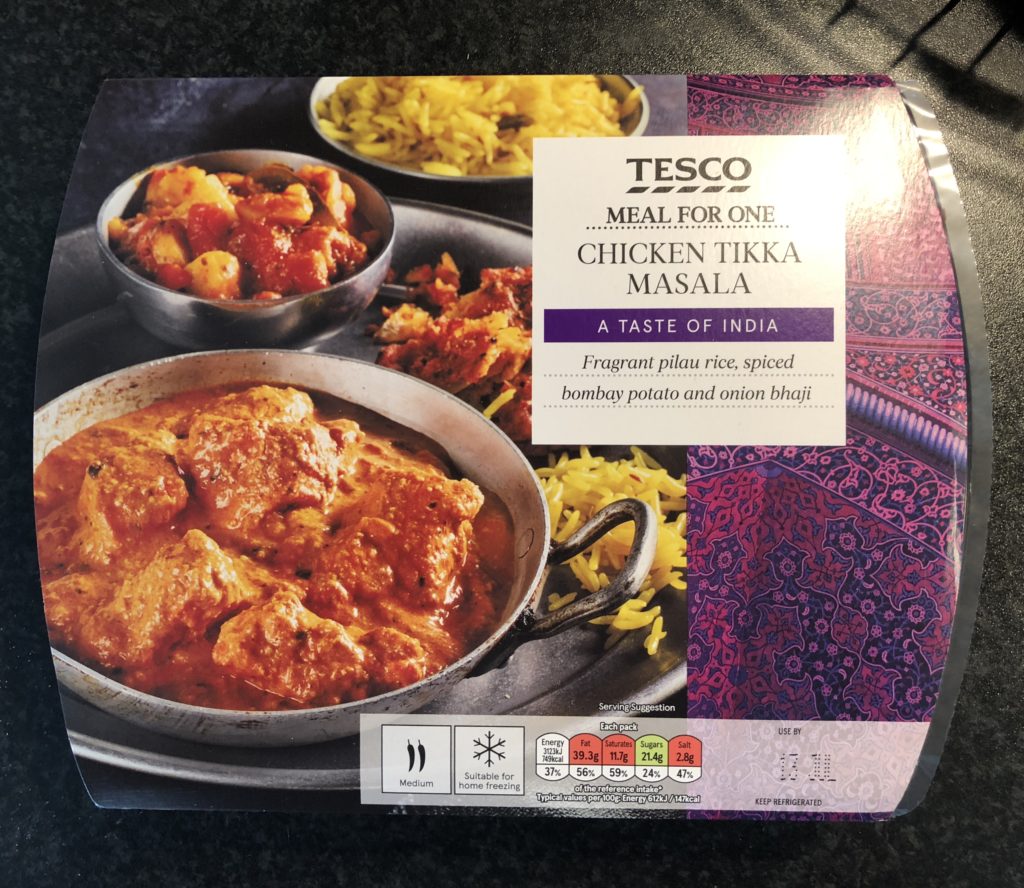 TESCO
MEAL FOR ONE
CHICKEN TIKKA
MASALA
A TASTE OF INDIA
Fragrant pilau rice, spiced
bombay potato and onion bhaji
Serving Suggestion
Medium
Suitable for
home freezing
Each pack
Energy
3123kJ
749kcal
37%
Fat
39.3g
56%
Saturates
11.7g
59%
Sugars
21.4g
24%
Salt
2.8g
47%
of the reference intake*
Typical values per 100g: Energy 612kJ / 147kcal
USE BY
13 JUL
KEEP REFRIGERATED